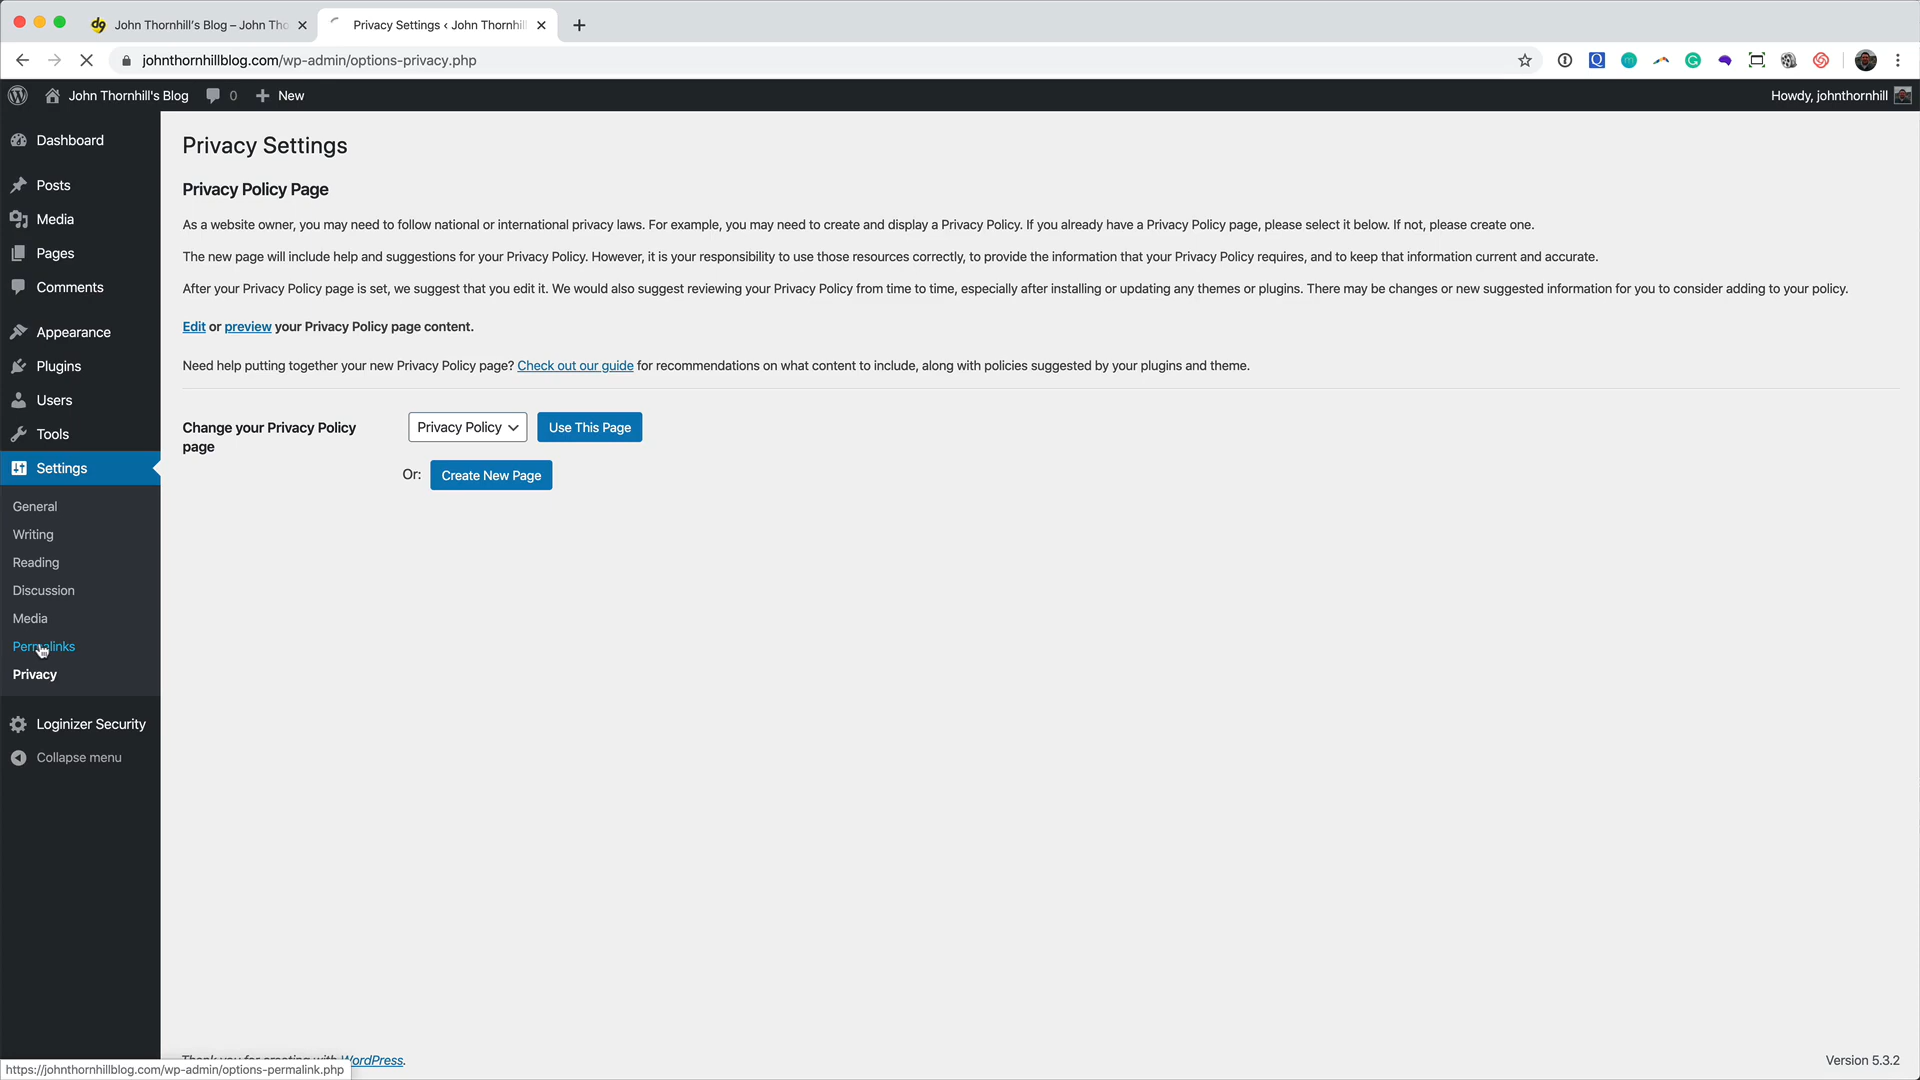 John Thornhill's Blog – John Tho
Privacy Settings ‹ John Thornhill
johnthornhillblog.com/wp-admin/options-privacy.php
John Thornhill's Blog
0
New
Howdy, johnthornhill
Dashboard
Posts
Media
Pages
Comments
Appearance
Plugins
Users
Tools
Settings
General
Writing
Reading
Discussion
Media
Permalinks
Privacy
Loginizer Security
Collapse menu
Privacy Settings
Privacy Policy Page
As a website owner, you may need to follow national or international privacy laws. For example, you may need to create and display a Privacy Policy. If you already have a Privacy Policy page, please select it below. If not, please create one.
The new page will include help and suggestions for your Privacy Policy. However, it is your responsibility to use those resources correctly, to provide the information that your Privacy Policy requires, and to keep that information current and accurate.
After your Privacy Policy page is set, we suggest that you edit it. We would also suggest reviewing your Privacy Policy from time to time, especially after installing or updating any themes or plugins. There may be changes or new suggested information for you to consider adding to your policy.
Edit or preview your Privacy Policy page content.
Need help putting together your new Privacy Policy page? Check out our guide for recommendations on what content to include, along with policies suggested by your plugins and theme.
Change your Privacy Policy
page
Privacy Policy
Use This Page
Or:
Create New Page
Thank you for creating with WordPress.
Version 5.3.2
https://johnthornhillblog.com/wp-admin/options-permalink.php